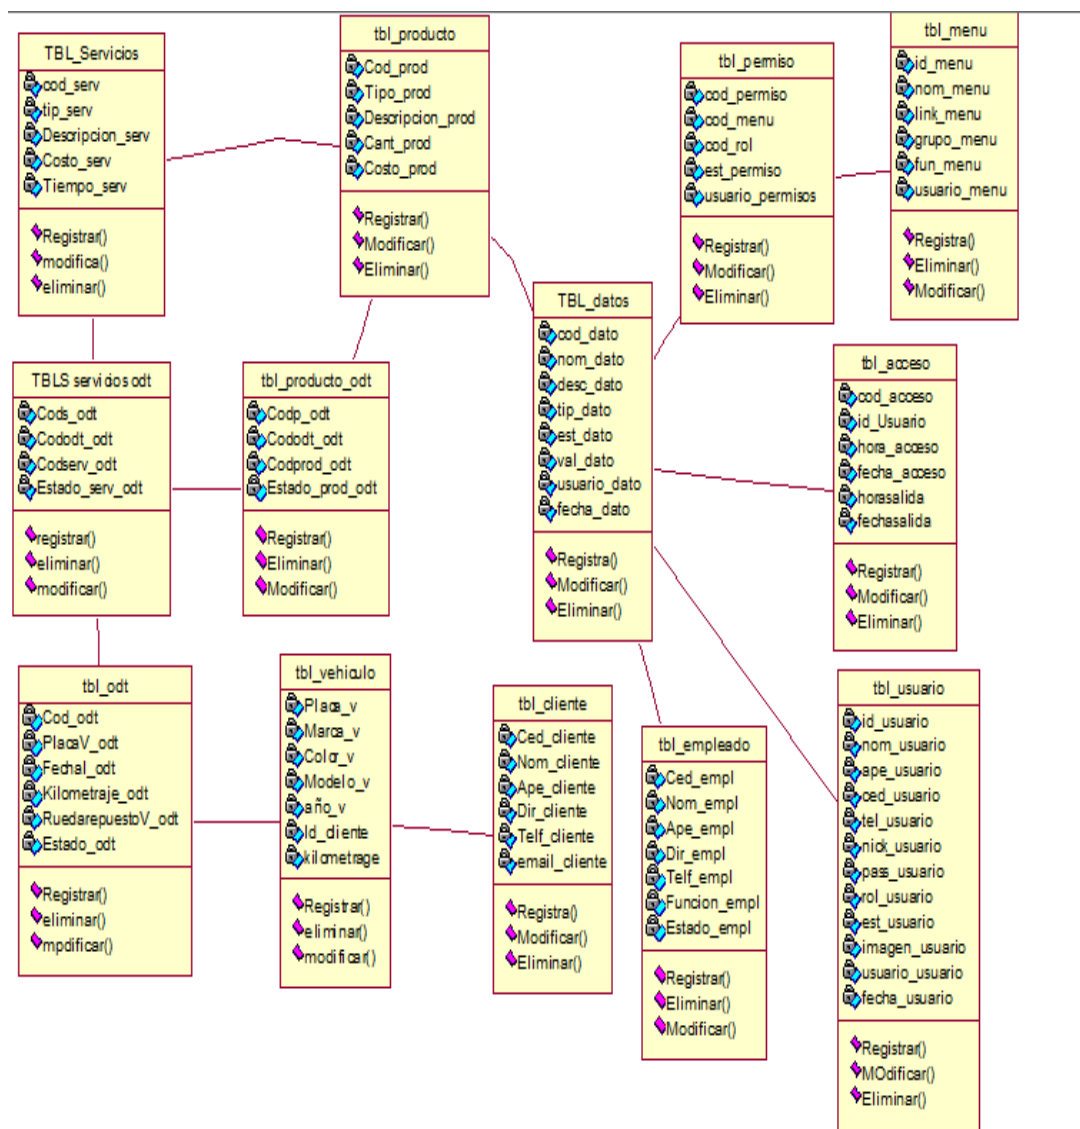 TBL_Servicios
cod_serv
tip_serv
Descripcion_serv
Costo_serv
Tiempo_serv
Registrar()
modifica()
eliminar()
tbl_producto
Cod_prod
Tipo_prod
Descripcion_prod
Cant_prod
Costo_prod
Registrar()
Modificar()
Eliminar()
tbl_permiso
cod_permiso
cod_menu
cod_rol
est_permiso
usuario_permisos
Registrar()
Modificar()
Eliminar()
tbl_menu
id_menu
nom_menu
link_menu
grupo_menu
fun_menu
usuario_menu
Registra()
Eliminar()
Modificar()
TBL_datos
cod_dato
nom_dato
desc_dato
tip_dato
est_dato
val_dato
usuario_dato
fecha_dato
Registra()
Modificar()
Eliminar()
TBLS servicios odt
Cods_odt
Cododt_odt
Codserv_odt
Estado_serv_odt
registrar()
eliminar()
modificar()
tbl_producto_odt
Codp_odt
Cododt_odt
Codprod_odt
Estado_prod_odt
Registrar()
Eliminar()
Modificar()
tbl_acceso
cod_acceso
id_Usuario
hora_acceso
fecha_acceso
horasalida
fechasalida
Registrar()
Modificar()
Eliminar()
tbl_odt
Cod_odt
PlacaV_odt
FechaI_odt
Kilometraje_odt
RuedarepuestoV_odt
Estado_odt
Registrar()
eliminar()
mpdificar()
tbl_vehiculo
Placa_v
Marca_v
Color_v
Modelo_v
año_v
Id_cliente
kilometrage
Registrar()
eliminar()
modificar()
tbl_cliente
Ced_cliente
Nom_cliente
Ape_cliente
Dir_cliente
Telf_cliente
email_cliente
Registra()
Modificar()
Eliminar()
tbl_empleado
Ced_empl
Nom_empl
Ape_empl
Dir_empl
Telf_empl
Funcion_empl
Estado_empl
Registrar()
Eliminar()
Modificar()
tbl_usuario
id_usuario
nom_usuario
ape_usuario
ced_usuario
tel_usuario
nick_usuario
pass_usuario
rol_usuario
est_usuario
imagen_usuario
usuario_usuario
fecha_usuario
Registrar()
MOdificar()
Eliminar()